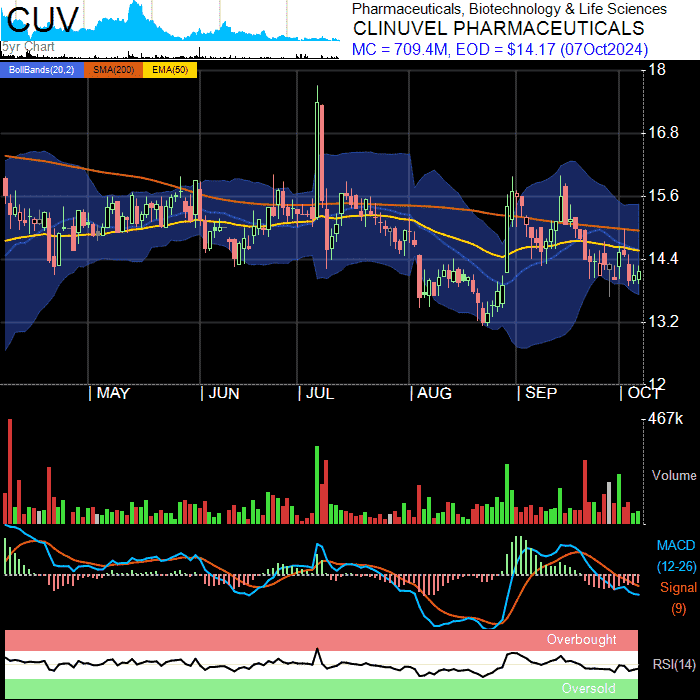 CUV
Pharmaceuticals, Biotechnology & Life Sciences
CLINUVEL PHARMACEUTICALS
MC = 709.4M, EOD = $14.17 (07Oct2024)
5yr Chart
BollBands(20,2) SMA(200) EMA(50)
18
16.8
15.6
14.4
13.2
12
| MAY | JUN | JUL | AUG | SEP | OCT
467k
Volume
MACD
(12-26)
Signal
(9)
Overbought
RSI(14)
Oversold